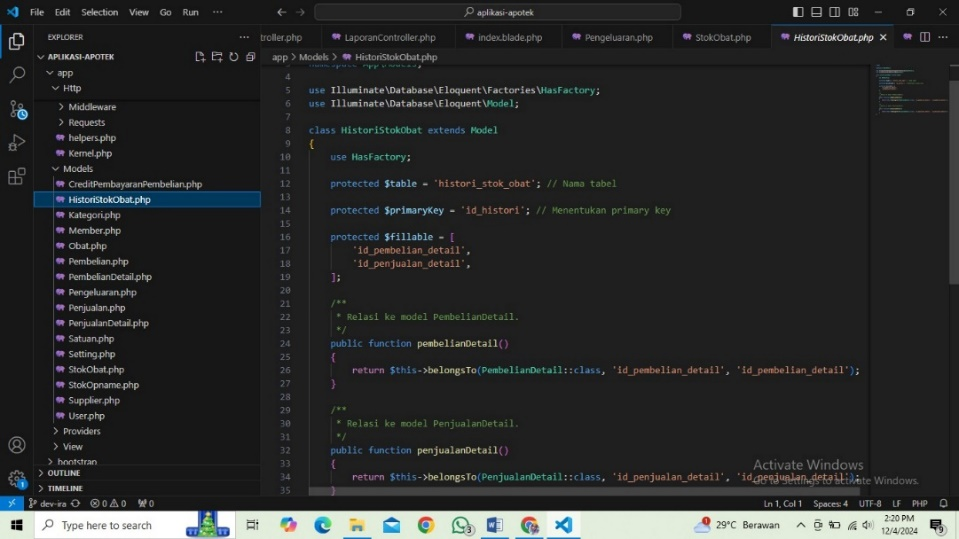 File Edit Selection View Go Run ...
aplikasi-apotek
EXPLORER ...
troller.php LaporanController.php index.blade.php Pengeluaran.php StokObat.php HistoriStokObat.php
APLIKASI-APOTEK
app > Models > HistoriStokObat.php
app
Http
Middleware
Requests
helpers.php
Kernel.php
Models
CreditPembayaranPembelian.php
HistoriStokObat.php
Kategori.php
Member.php
Obat.php
Pembelian.php
PembelianDetail.php
Pengeluaran.php
Penjualan.php
PenjualanDetail.php
Satuan.php
Setting.php
StokObat.php
StokOpname.php
Supplier.php
User.php
Providers
View
bootstrap
OUTLINE
TIMELINE
4
5 use Illuminate\Database\Eloquent\Factories\HasFactory;
6 use Illuminate\Database\Eloquent\Model;
7
8 class HistoriStokObat extends Model
9 {
10 use HasFactory;
11
12 protected $table = 'histori_stok_obat'; // Nama tabel
13
14 protected $primaryKey = 'id_histori'; // Menentukan primary key
15
16 protected $fillable = [
17 'id_pembelian_detail',
18 'id_penjualan_detail',
19 ];
20
21 /**
22 * Relasi ke model PembelianDetail.
23 */
24 public function pembelianDetail()
25 {
26 return $this->belongsTo(PembelianDetail::class, 'id_pembelian_detail', 'id_pembelian_detail');
27 }
28
29 /**
30 * Relasi ke model PenjualanDetail.
31 */
32 public function penjualanDetail()
33 {
34 return $this->belongsTo(PenjualanDetail::class, 'id_penjualan_detail', 'id_penjualan_detail');
35 }
Activate Windows
Go to Settings to activate Windows.
dev-ira 0 0 0 Ln 1, Col 1 Spaces: 4 UTF-8 LF PHP
Type here to search 3 29°C Berawan 2:20 PM
12/4/2024 9